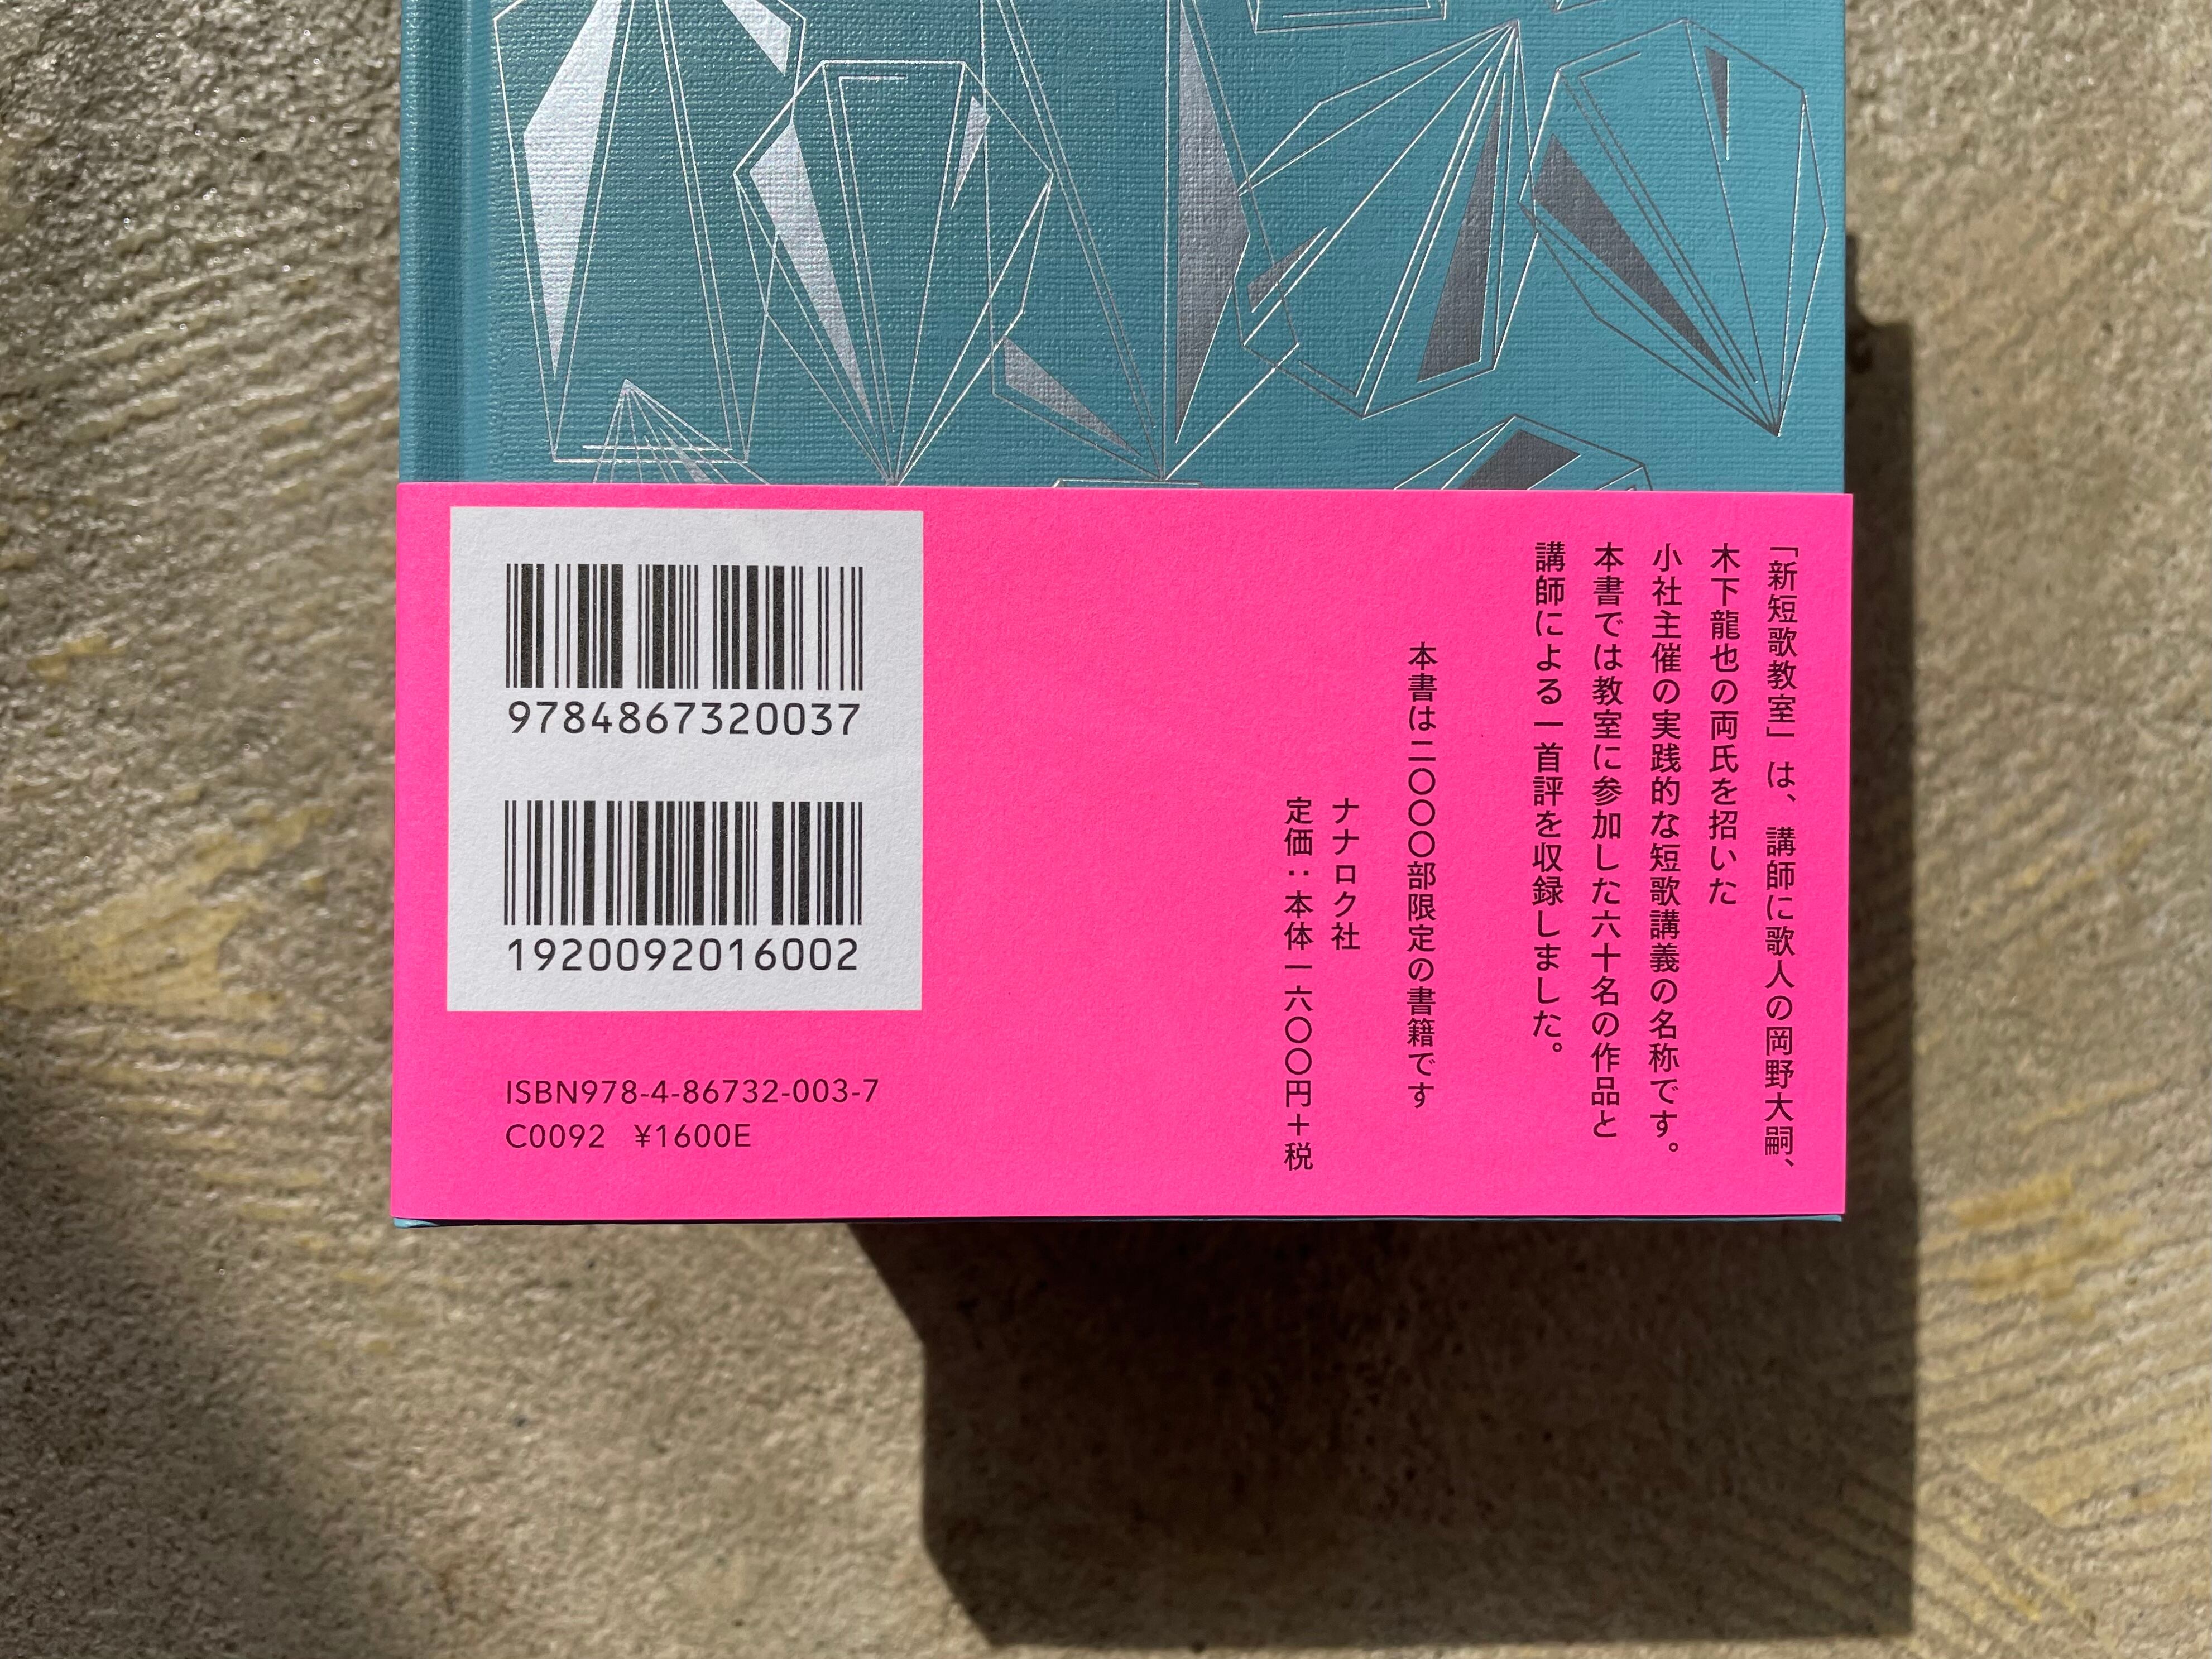 「新短歌教室」は、講師に歌人の岡野大嗣、
木下龍也の両氏を招いた
小社主催の実践的な短歌講義の名称です。
本書では教室に参加した六十名の作品と
講師による一首評を収録しました。
本書は二〇〇〇部限定の書籍です
ナナロク社
定価：本体一六〇〇円＋税
9784867320037
1920092016002
ISBN978-4-86732-003-7
C0092 ¥1600E